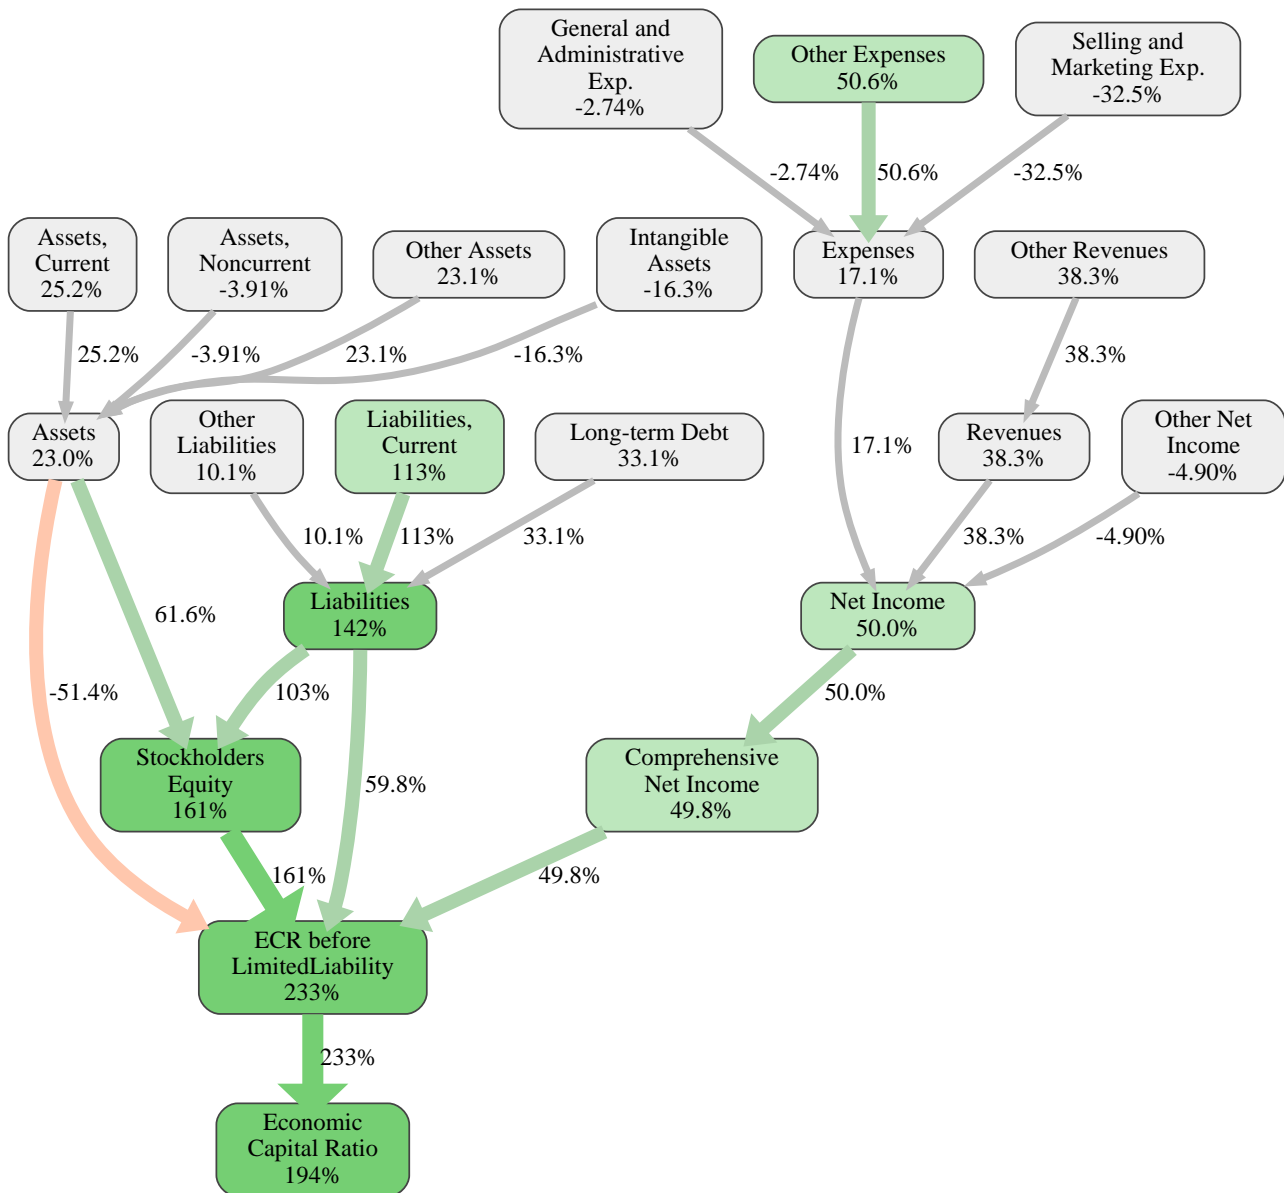 General and
Administrative
Exp.
-2.74%
Other Expenses
50.6%
Selling and
Marketing Exp.
-32.5%
-2.74%
50.6%
-32.5%
Assets,
Current
25.2%
Assets,
Noncurrent
-3.91%
Other Assets
23.1%
Intangible
Assets
-16.3%
Expenses
17.1%
Other Revenues
38.3%
25.2%
-3.91%
23.1%
-16.3%
38.3%
Assets
23.0%
Other
Liabilities
10.1%
Liabilities,
Current
113%
Long-term Debt
33.1%
17.1%
Revenues
38.3%
Other Net
Income
-4.90%
10.1%
113%
33.1%
38.3%
-4.90%
61.6%
Liabilities
142%
Net Income
50.0%
-51.4%
103%
50.0%
Stockholders
Equity
161%
59.8%
Comprehensive
Net Income
49.8%
161%
49.8%
ECR before
LimitedLiability
233%
233%
Economic
Capital Ratio
194%